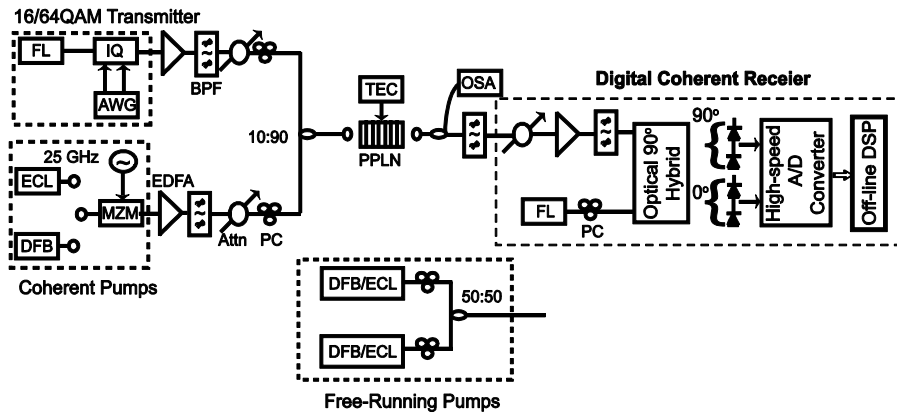 16/64QAM Transmitter
FL
IQ
AWG
BPF
10:90
25 GHz
ECL
DFB
MZM
EDFA
Attn
PC
Coherent Pumps
TEC
PPLN
OSA
Digital Coherent Receier
FL
PC
Optical 90º
Hybrid
90º
0º
High-speed
A/D
Converter
Off-line DSP
DFB/ECL
DFB/ECL
50:50
Free-Running Pumps